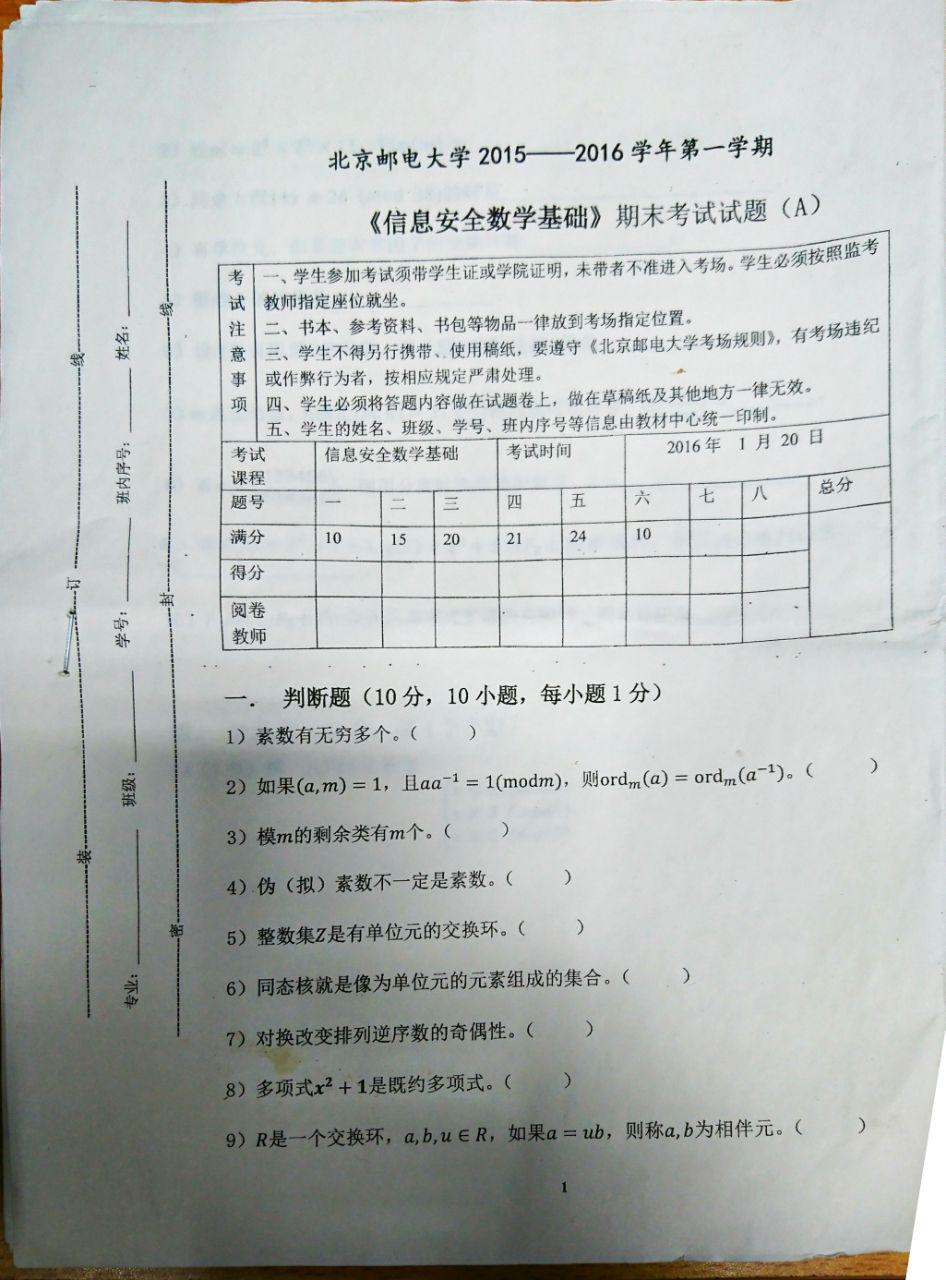 北京邮电大学 2015——2016 学年第一学期
《信息安全数学基础》期末考试试题（A）
考试注意事项
一、学生参加考试须带学生证或学院证明，未带者不准进入考场。学生必须按照监考
教师指定座位就坐。
二、书本、参考资料、书包等物品一律放到考场指定位置。
三、学生不得另行携带、使用稿纸，要遵守《北京邮电大学考场规则》，有考场违纪
或作弊行为者，按相应规定严肃处理。
四、学生必须将答题内容做在试题卷上，做在草稿纸及其他地方一律无效。
五、学生的姓名、班级、学号、班内序号等信息由教材中心统一印制。
考试课程 信息安全数学基础 考试时间 2016 年 1 月 20 日
题号 一 二 三 四 五 六 七 八 总分
满分 10 15 20 21 24 10
得分
阅卷教师
一. 判断题（10 分，10 小题，每小题 1 分）
1）素数有无穷多个。（ ）
2）如果(a, m) = 1，且aa⁻¹ = 1(modm)，则ordₘ(a) = ordₘ(a⁻¹)。（ ）
3）模m的剩余类有m个。（ ）
4）伪（拟）素数不一定是素数。（ ）
5）整数集Z是有单位元的交换环。（ ）
6）同态核就是像为单位元的元素组成的集合。（ ）
7）对换改变排列逆序数的奇偶性。（ ）
8）多项式x² + 1是既约多项式。（ ）
9）R是一个交换环，a, b, u ∈ R，如果a = ub，则称a, b为相伴元。（ ）
1
专业： 班级： 学号： 班内序号： 姓名：
装 订 线
密 封 线